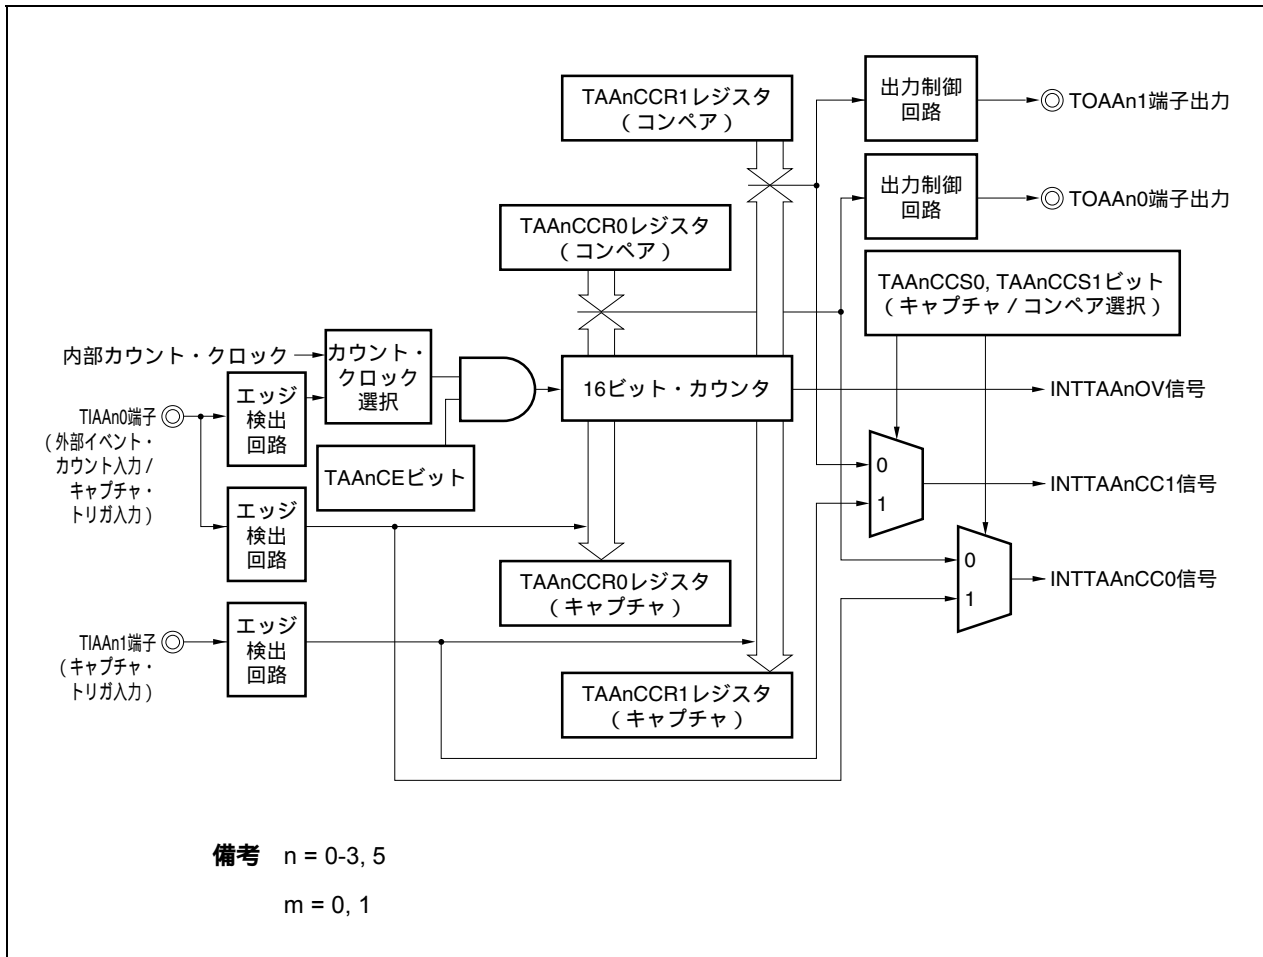 TAAnCCR1レジスタ
(コンペア)
出力制御
回路
TOAAn1端子出力
出力制御
回路
TOAAn0端子出力
TAAnCCR0レジスタ
(コンペア)
TAAnCCS0, TAAnCCS1ビット
(キャプチャ/コンペア選択)
内部カウント・クロック
カウント・
クロック
選択
16ビット・カウンタ
INTTAAnOV信号
TIAAn0端子
(外部イベント・
カウント入力/
キャプチャ・
トリガ入力)
エッジ
検出
回路
TAAnCEビット
0
1
INTTAAnCC1信号
エッジ
検出
回路
0
1
INTTAAnCC0信号
TAAnCCR0レジスタ
(キャプチャ)
TIAAn1端子
(キャプチャ・
トリガ入力)
エッジ
検出
回路
TAAnCCR1レジスタ
(キャプチャ)
備考 n = 0-3, 5
m = 0, 1